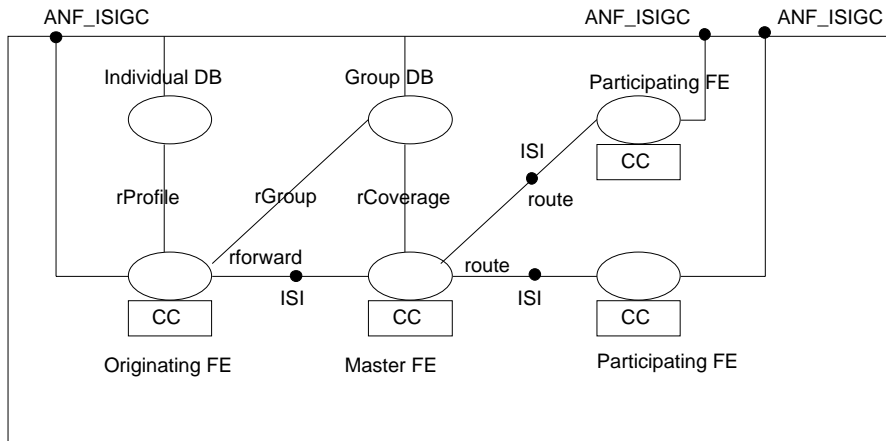 ANF_ISIGC
ANF_ISIGC
ANF_ISIGC
Individual DB
Group DB
Participating FE
ISI
CC
rProfile
rGroup
rCoverage
route
rforward
route
ISI
ISI
CC
CC
CC
Originating FE
Master FE
Participating FE